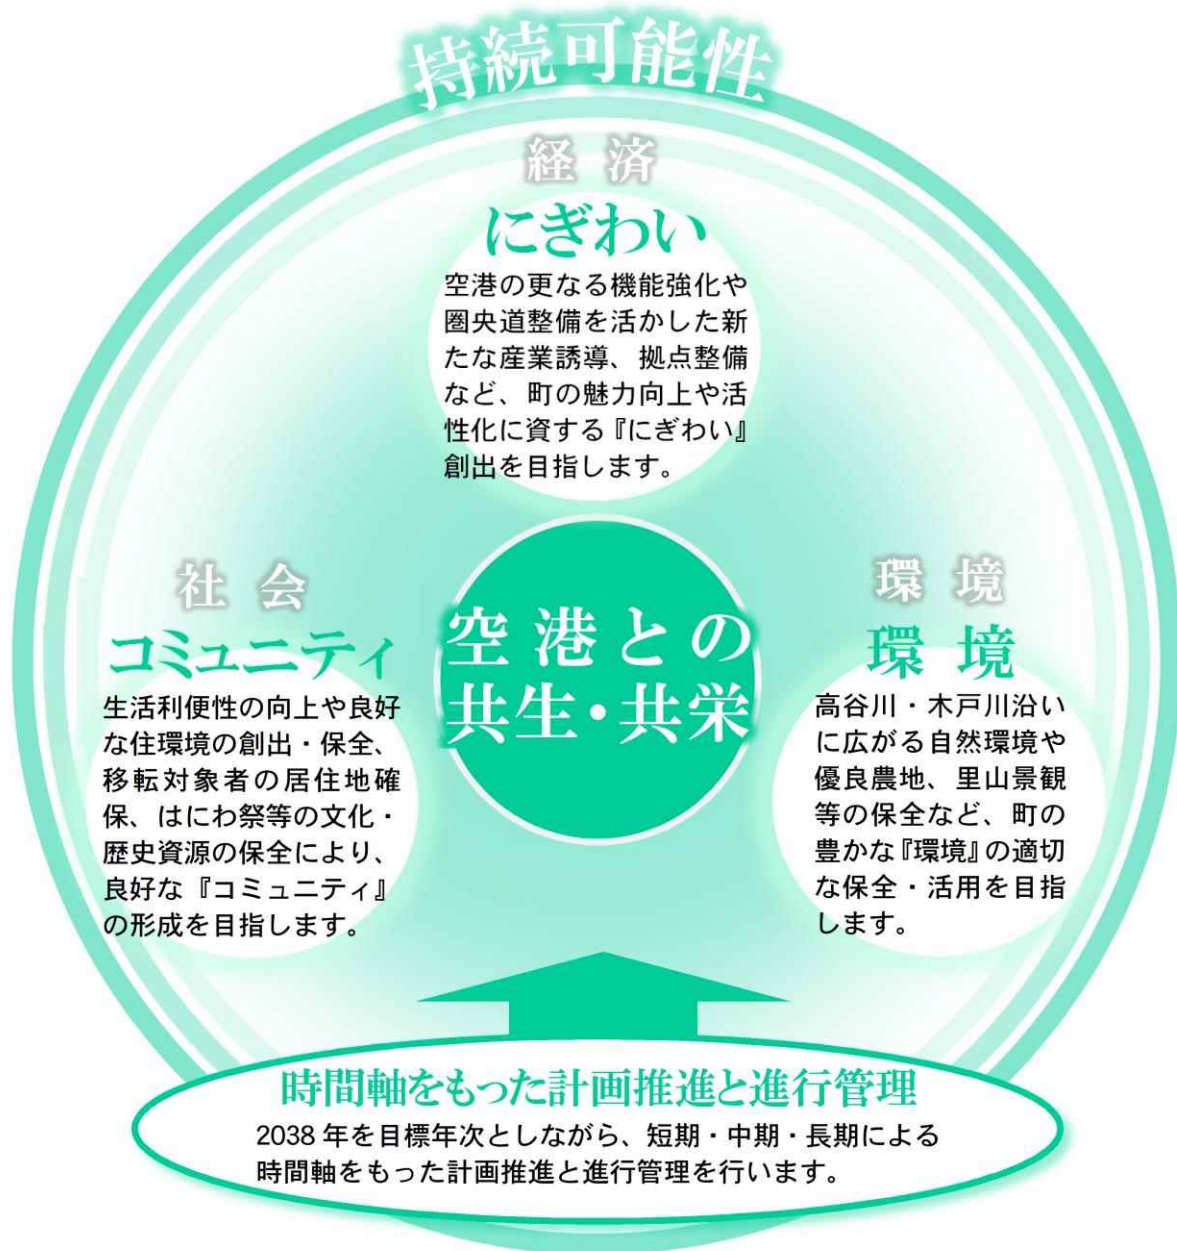 持続可能性
経済
にぎわい
空港の更なる機能強化や
圏央道整備を活かした新
たな産業誘導、拠点整備
など、町の魅力向上や活
性化に資する『にぎわい』
創出を目指します。
空港との
共生・共栄
社会
コミュニティ
生活利便性の向上や良好
な住環境の創出・保全、
移転対象者の居住地確
保、はにわ祭等の文化・
歴史資源の保全により、
良好な『コミュニティ』
の形成を目指します。
環境
環境
高谷川・木戸川沿い
に広がる自然環境や
優良農地、里山景観
等の保全など、町の
豊かな『環境』の適切
な保全・活用を目指
します。
時間軸をもった計画推進と進行管理
2038年を目標年次としながら、短期・中期・長期による
時間軸をもった計画推進と進行管理を行います。